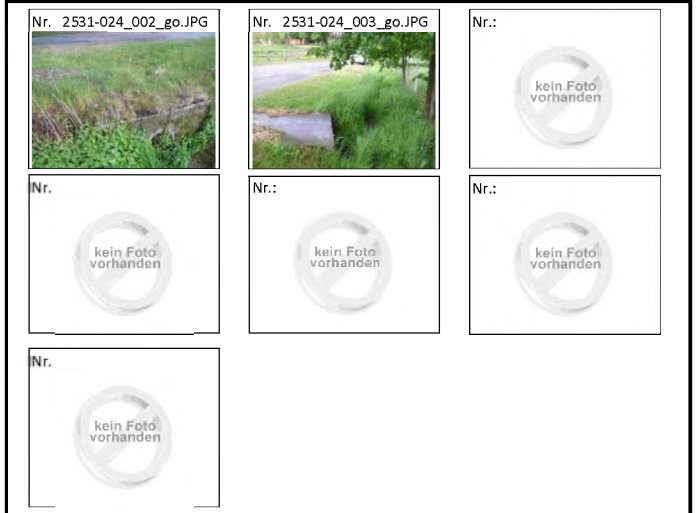 Nr. 2531-024_002_go.JPG
Nr. 2531-024_003_go.JPG
Nr.:
kein Foto
vorhanden
Nr.
kein Foto
vorhanden
Nr.:
kein Foto
vorhanden
Nr.:
kein Foto
vorhanden
Nr.
kein Foto
vorhanden